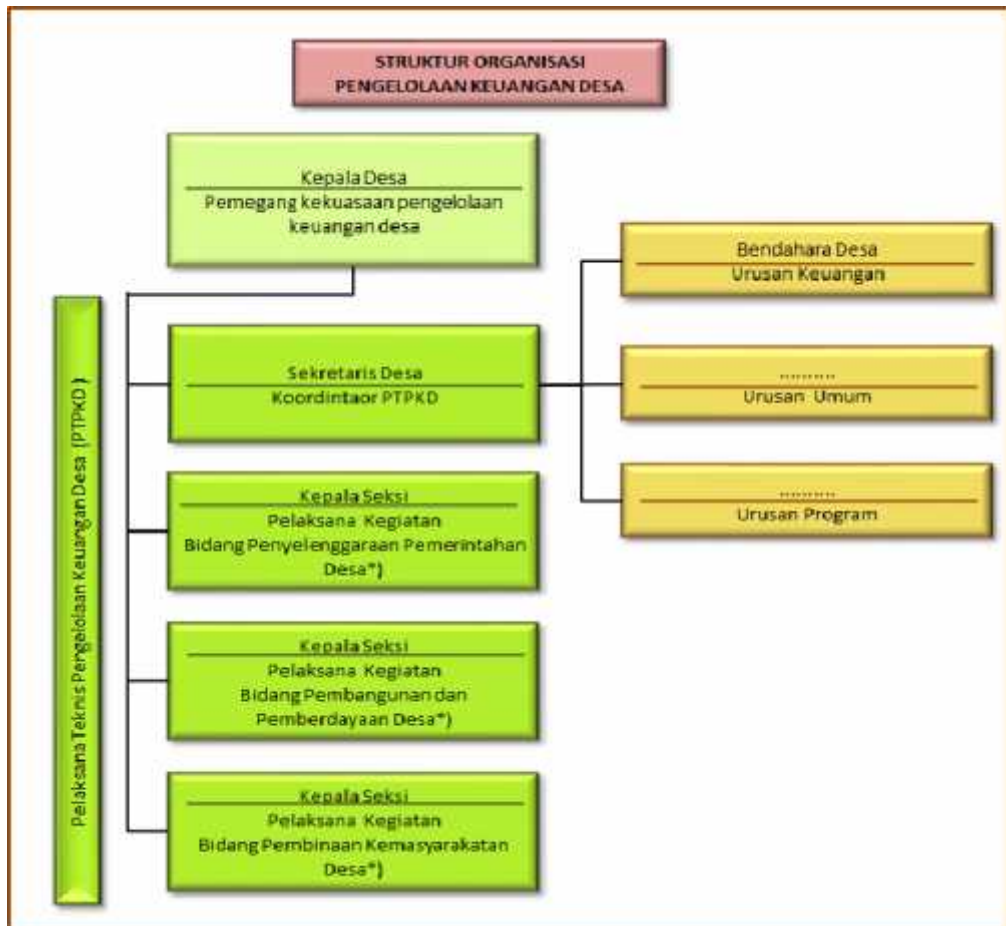 STRUKTUR ORGANISASI
PENGELOLAAN KEUANGAN DESA
Kepala Desa
Pemegang kekuasaan pengelolaan
keuangan desa
Bendahara Desa
Urusan Keuangan
Pelaksana Teknis Pengelolaan Keuangan Desa (PTPKD)
Sekretaris Desa
Koordintaor PTPKD
..........
Urusan Umum
Kepala Seksi
Pelaksana Kegiatan
Bidang Penyelenggaraan Pemerintahan
Desa*)
..........
Urusan Program
Kepala Seksi
Pelaksana Kegiatan
Bidang Pembangunan dan
Pemberdayaan Desa*)
Kepala Seksi
Pelaksana Kegiatan
Bidang Pembinaan Kemasyarakatan
Desa*)